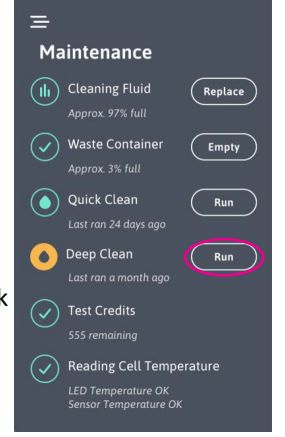 Maintenance
Cleaning Fluid
Replace
Approx. 97% full
Waste Container
Empty
Approx. 3% full
Quick Clean
Run
Last ran 24 days ago
Deep Clean
Run
Last ran a month ago
k
Test Credits
555 remaining
Reading Cell Temperature
LED Temperature OK
Sensor Temperature OK